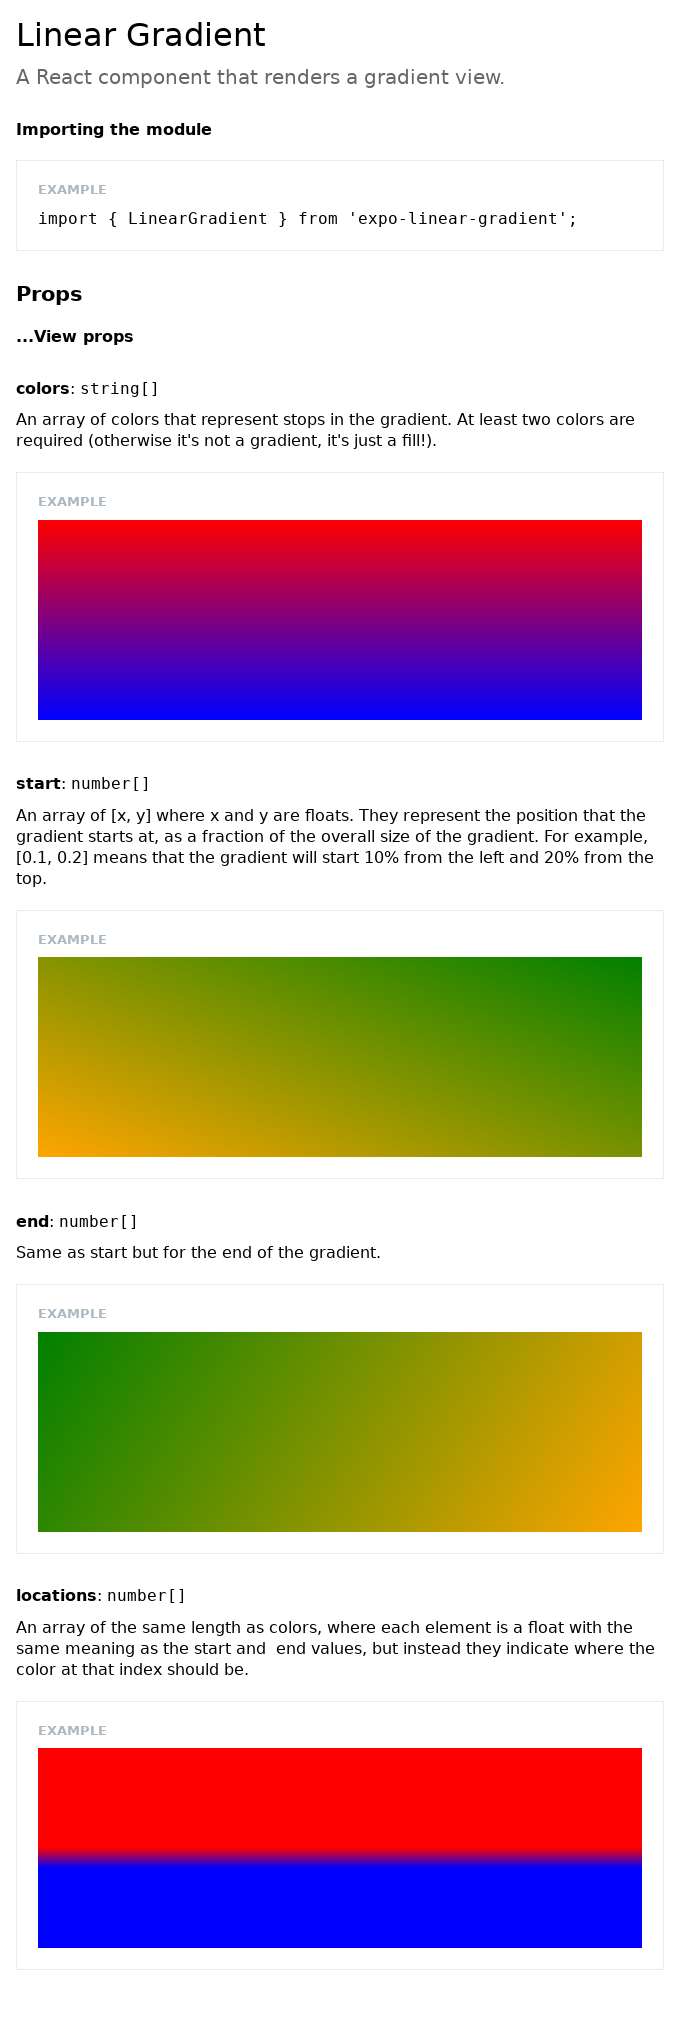 Linear Gradient
A React component that renders a gradient view.
Importing the module
EXAMPLE
import { LinearGradient } from 'expo-linear-gradient';
Props
...View props
colors: string[]
An array of colors that represent stops in the gradient. At least two colors are
required (otherwise it's not a gradient, it's just a fill!).
EXAMPLE
start: number[]
An array of [x, y] where x and y are floats. They represent the position that the
gradient starts at, as a fraction of the overall size of the gradient. For example,
[0.1, 0.2] means that the gradient will start 10% from the left and 20% from the
top.
EXAMPLE
end: number[]
Same as start but for the end of the gradient.
EXAMPLE
locations: number[]
An array of the same length as colors, where each element is a float with the
same meaning as the start and  end values, but instead they indicate where the
color at that index should be.
EXAMPLE